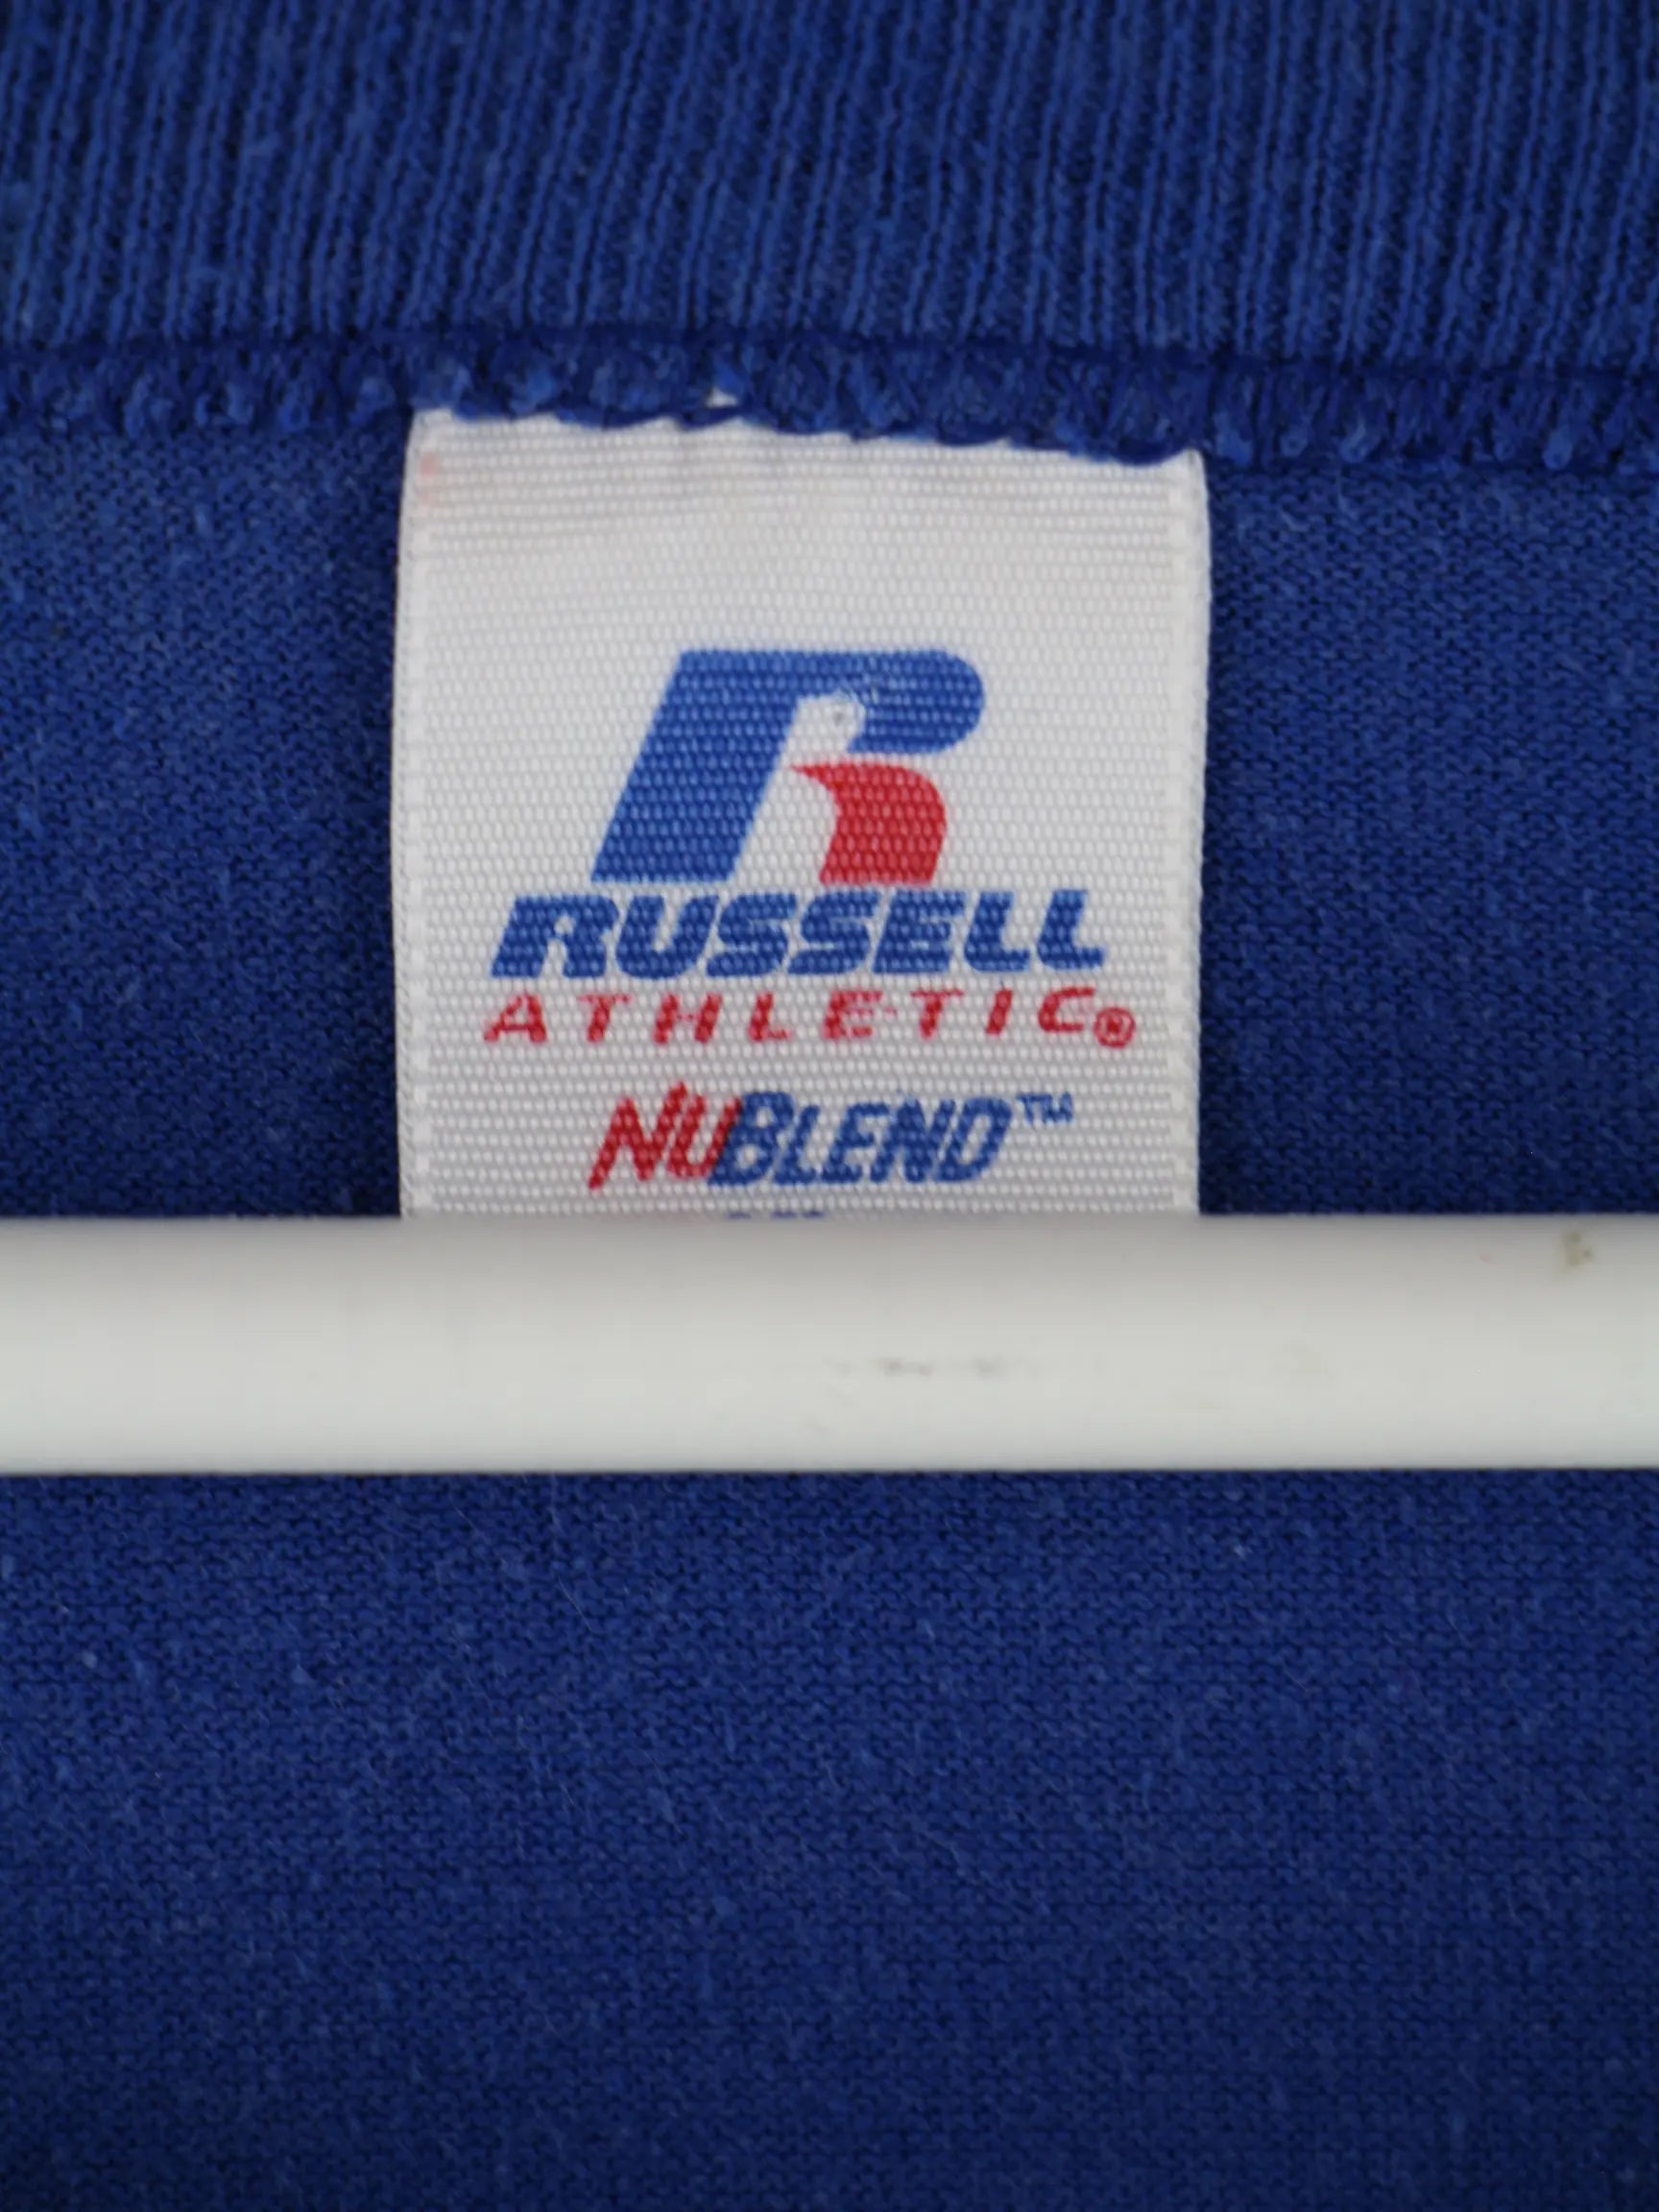 R
RUSSELL
ATHLETIC®
NUBLEND™